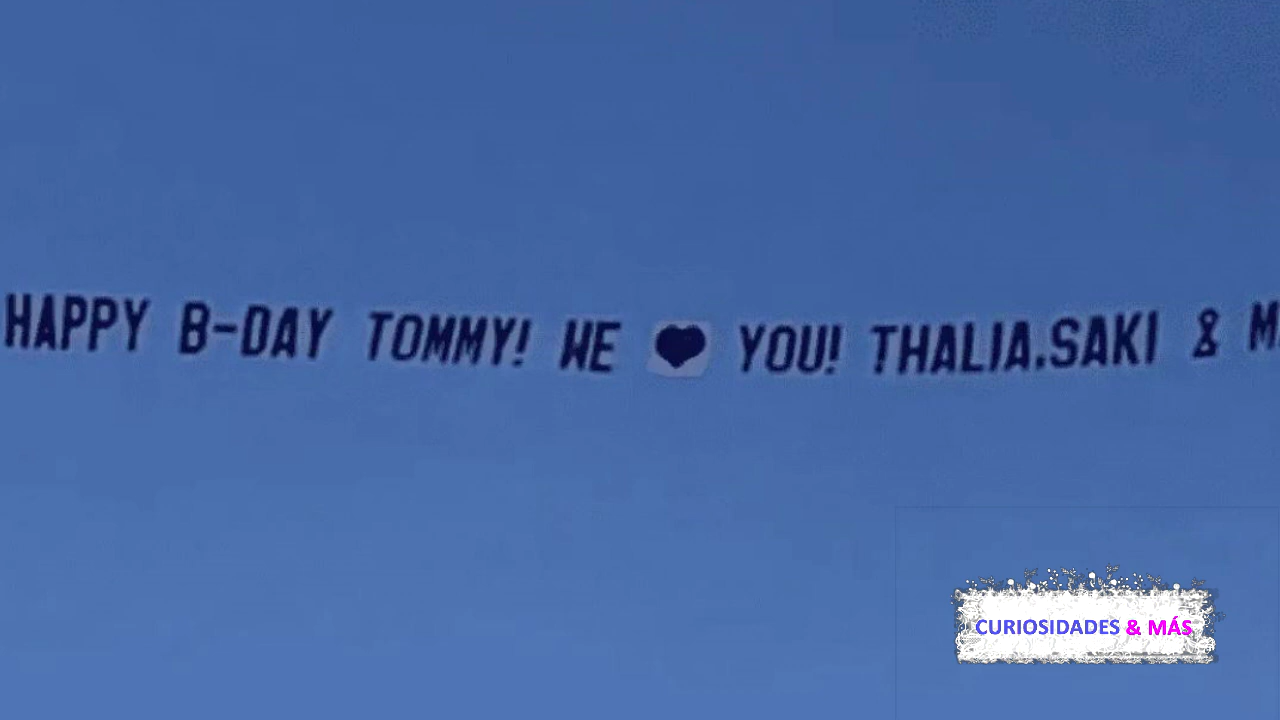 HAPPY B-DAY TOMMY! WE ♥ YOU! THALIA.SAKI &
CURIOSIDADES & MÁS